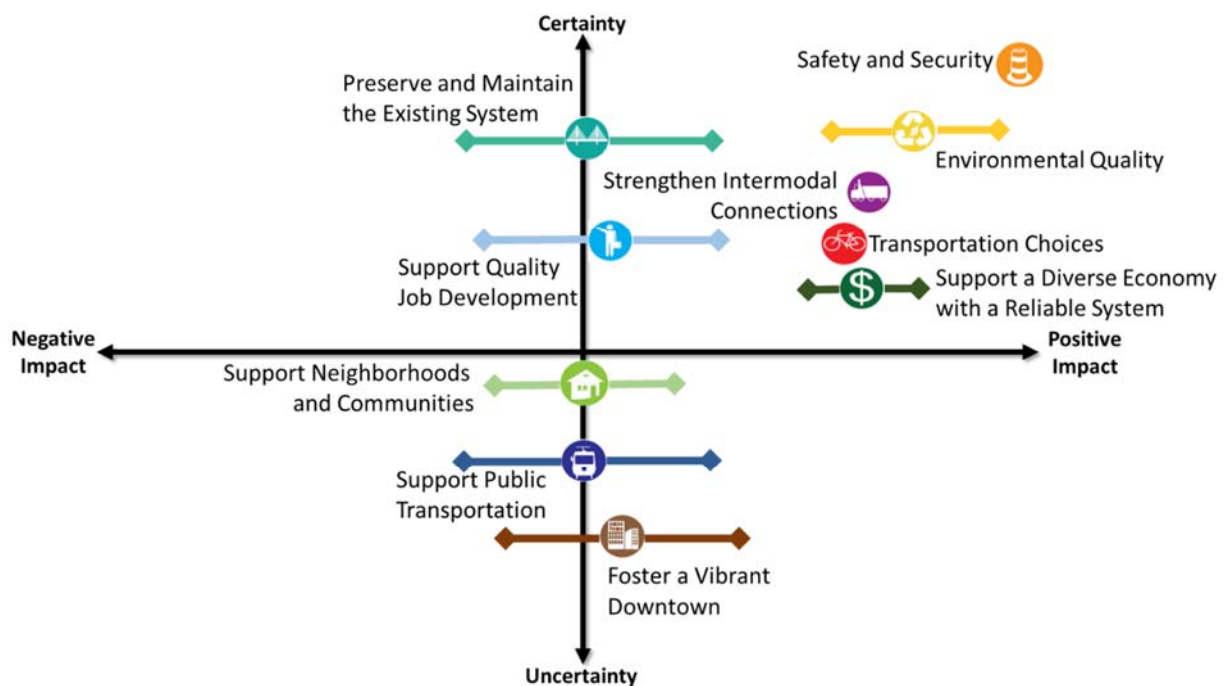 Certainty
Safety and Security
Preserve and Maintain
the Existing System
Environmental Quality
Strengthen Intermodal
Connections
Transportation Choices
Support Quality
Job Development
$
Support a Diverse Economy
with a Reliable System
Negative
Impact
Positive
Impact
Support Neighborhoods
and Communities
Support Public
Transportation
Foster a Vibrant
Downtown
Uncertainty